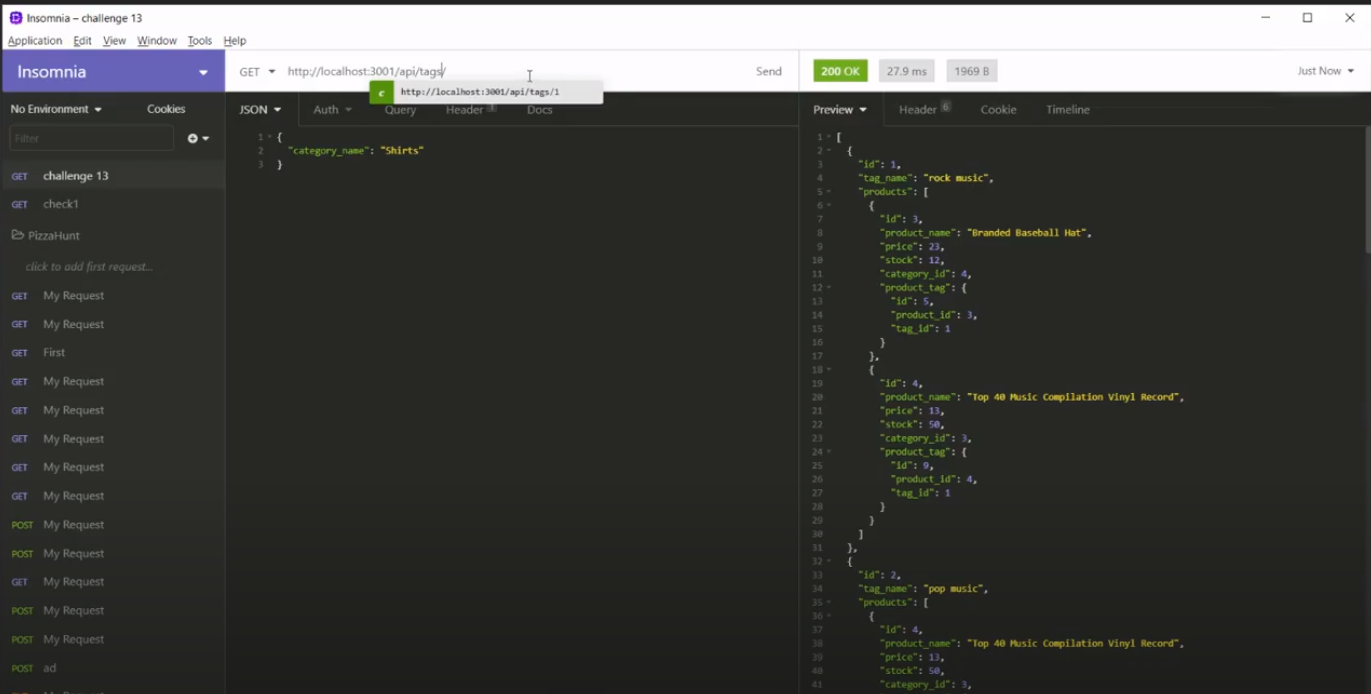 Insomnia – challenge 13
Application Edit View Window Tools Help
Insomnia
GET http://localhost:3001/api/tags/ Send
200 OK 27.9 ms 1969 B Just Now
c http://localhost:3001/api/tags/1
No Environment Cookies
JSON Auth Query Header 1 Docs
Preview Header 6 Cookie Timeline
Filter
GET challenge 13
GET check1
PizzaHunt
click to add first request...
GET My Request
GET My Request
GET First
GET My Request
GET My Request
GET My Request
GET My Request
GET My Request
POST My Request
POST My Request
GET My Request
POST My Request
POST My Request
POST ad
My Request
1 {
2 "category_name": "Shirts"
3 }
1 [
2 {
3 "id": 1,
4 "tag_name": "rock music",
5 "products": [
6 {
7 "id": 3,
8 "product_name": "Branded Baseball Hat",
9 "price": 23,
10 "stock": 12,
11 "category_id": 4,
12 "product_tag": {
13 "id": 5,
14 "product_id": 3,
15 "tag_id": 1
16 }
17 },
18 {
19 "id": 4,
20 "product_name": "Top 40 Music Compilation Vinyl Record",
21 "price": 13,
22 "stock": 50,
23 "category_id": 3,
24 "product_tag": {
25 "id": 9,
26 "product_id": 4,
27 "tag_id": 1
28 }
29 }
30 ]
31 },
32 {
33 "id": 2,
34 "tag_name": "pop music",
35 "products": [
36 {
37 "id": 4,
38 "product_name": "Top 40 Music Compilation Vinyl Record",
39 "price": 13,
40 "stock": 50,
41 "category_id": 3,